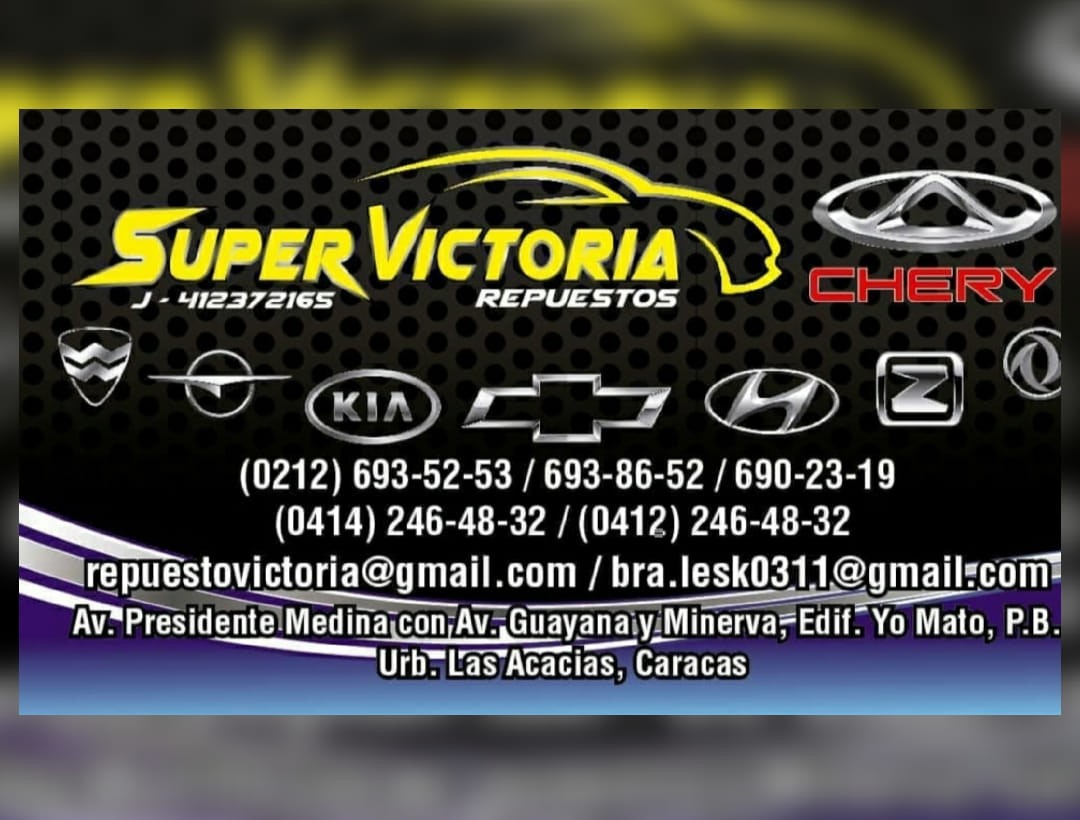 SUPER VICTORIA
J - 412372165
REPUESTOS
CHERY
KIA
(0212) 693-52-53 / 693-86-52 / 690-23-19
(0414) 246-48-32 / (0412) 246-48-32
repuestovictoria@gmail.com / bra.lesk0311@gmail.com
Av. Presidente Medina con Av. Guayana y Minerva, Edif. Yo Mato, P.B.
Urb. Las Acacias, Caracas